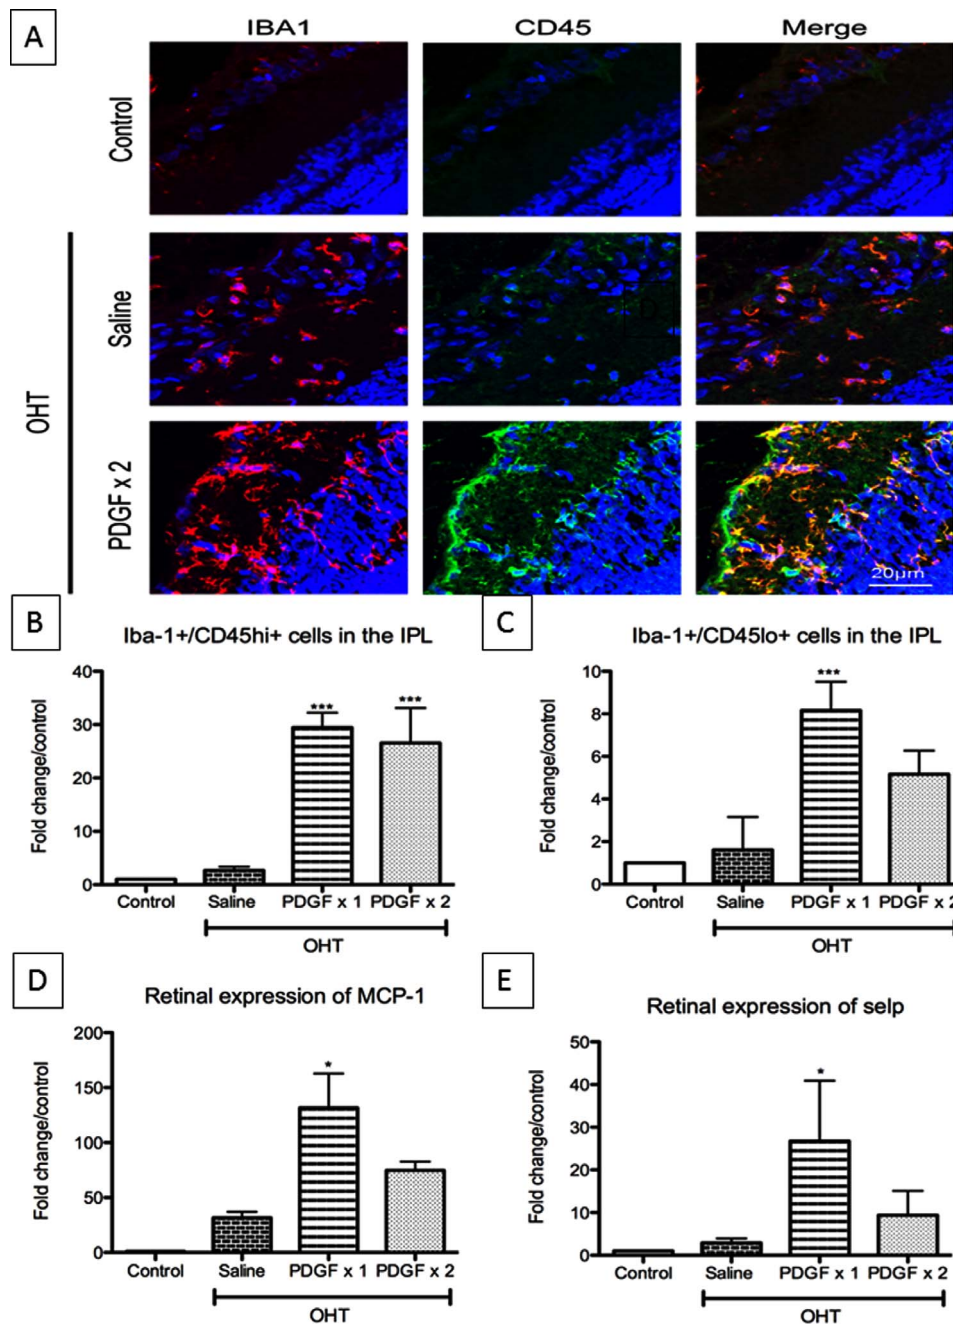 A
IBA1 CD45 Merge
Control
Saline
OHT
PDGF x 2
20µm
B
C
Iba-1+/CD45hi+ cells in the IPL
Iba-1+/CD45lo+ cells in the IPL
Fold change/control
40
30
20
10
0
***
***
Control Saline PDGF x 1 PDGF x 2
OHT
Fold change/control
10
8
6
4
2
0
***
Control Saline PDGF x 1 PDGF x 2
OHT
D
E
Retinal expression of MCP-1
Retinal expression of selp
Fold change/control
200
150
100
50
0
*
Control Saline PDGF x 1 PDGF x 2
OHT
Fold change/control
50
40
30
20
10
0
*
Control Saline PDGF x 1 PDGF x 2
OHT